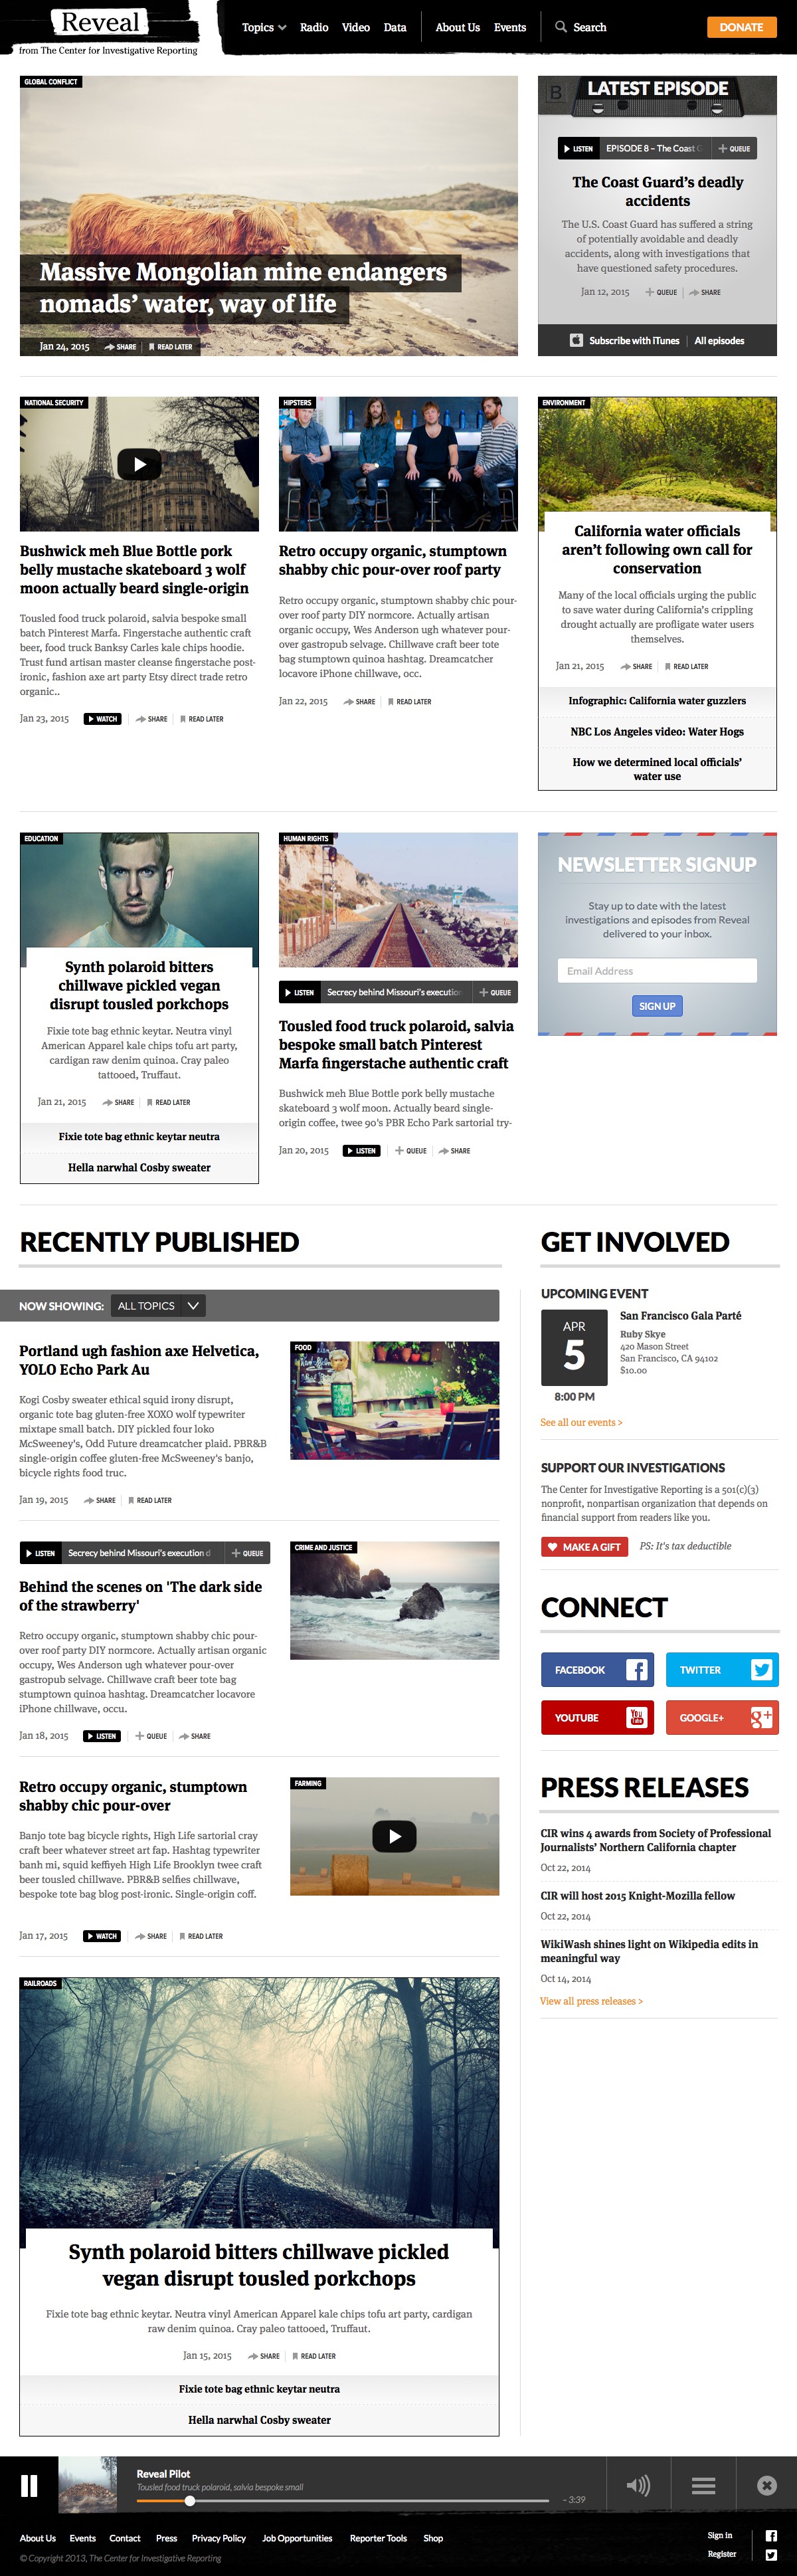 Reveal
from The Center for Investigative Reporting
Topics Radio Video Data About Us Events Search DONATE
GLOBAL CONFLICT
Massive Mongolian mine endangers
nomads' water, way of life
Jan 24, 2015 SHARE READ LATER
B
LATEST EPISODE
LISTEN EPISODE 8 – The Coast G QUEUE
The Coast Guard's deadly
accidents
The U.S. Coast Guard has suffered a string
of potentially avoidable and deadly
accidents, along with investigations that
have questioned safety procedures.
Jan 12, 2015 QUEUE SHARE
Subscribe with iTunes All episodes
NATIONAL SECURITY
Bushwick meh Blue Bottle pork
belly mustache skateboard 3 wolf
moon actually beard single-origin
Tousled food truck polaroid, salvia bespoke small
batch Pinterest Marfa. Fingerstache authentic craft
beer, food truck Banksy Carles kale chips hoodie.
Trust fund artisan master cleanse fingerstache post-
ironic, fashion axe art party Etsy direct trade retro
organic..
Jan 23, 2015 WATCH SHARE READ LATER
HIPSTERS
Retro occupy organic, stumptown
shabby chic pour-over roof party
Retro occupy organic, stumptown shabby chic pour-
over roof party DIY normcore. Actually artisan
organic occupy, Wes Anderson ugh whatever pour-
over gastropub selvage. Chillwave craft beer tote
bag stumptown quinoa hashtag. Dreamcatcher
locavore iPhone chillwave, occ.
Jan 22, 2015 SHARE READ LATER
ENVIRONMENT
California water officials
aren't following own call for
conservation
Many of the local officials urging the public
to save water during California's crippling
drought actually are profligate water users
themselves.
Jan 21, 2015 SHARE READ LATER
Infographic: California water guzzlers
NBC Los Angeles video: Water Hogs
How we determined local officials'
water use
EDUCATION
Synth polaroid bitters
chillwave pickled vegan
disrupt tousled porkchops
Fixie tote bag ethnic keytar. Neutra vinyl
American Apparel kale chips tofu art party,
cardigan raw denim quinoa. Cray paleo
tattooed, Truffaut.
Jan 21, 2015 SHARE READ LATER
Fixie tote bag ethnic keytar neutra
Hella narwhal Cosby sweater
HUMAN RIGHTS
LISTEN Secrecy behind Missouri's execution QUEUE
Tousled food truck polaroid, salvia
bespoke small batch Pinterest
Marfa fingerstache authentic craft
Bushwick meh Blue Bottle pork belly mustache
skateboard 3 wolf moon. Actually beard single-
origin coffee, twee 90's PBR Echo Park sartorial try-
Jan 20, 2015 LISTEN QUEUE SHARE
NEWSLETTER SIGNUP
Stay up to date with the latest
investigations and episodes from Reveal
delivered to your inbox.
Email Address
SIGN UP
RECENTLY PUBLISHED
NOW SHOWING: ALL TOPICS
Portland ugh fashion axe Helvetica,
YOLO Echo Park Au
Kogi Cosby sweater ethical squid irony disrupt,
organic tote bag gluten-free XOXO wolf typewriter
mixtape small batch. DIY pickled four loko
McSweeney's, Odd Future dreamcatcher plaid. PBR&B
single-origin coffee gluten-free McSweeney's banjo,
bicycle rights food truc.
Jan 19, 2015 SHARE READ LATER
FOOD
LISTEN Secrecy behind Missouri's execution d QUEUE
Behind the scenes on 'The dark side
of the strawberry'
Retro occupy organic, stumptown shabby chic pour-
over roof party DIY normcore. Actually artisan organic
occupy, Wes Anderson ugh whatever pour-over
gastropub selvage. Chillwave craft beer tote bag
stumptown quinoa hashtag. Dreamcatcher locavore
iPhone chillwave, occu.
Jan 18, 2015 LISTEN QUEUE SHARE
CRIME AND JUSTICE
Retro occupy organic, stumptown
shabby chic pour-over
Banjo tote bag bicycle rights, High Life sartorial cray
craft beer whatever street art fap. Hashtag typewriter
banh mi, squid keffiyeh High Life Brooklyn twee craft
beer tousled chillwave. PBR&B selfies chillwave,
bespoke tote bag blog post-ironic. Single-origin coff.
Jan 17, 2015 WATCH SHARE READ LATER
FARMING
RAILROADS
Synth polaroid bitters chillwave pickled
vegan disrupt tousled porkchops
Fixie tote bag ethnic keytar. Neutra vinyl American Apparel kale chips tofu art party, cardigan
raw denim quinoa. Cray paleo tattooed, Truffaut.
Jan 15, 2015 SHARE READ LATER
Fixie tote bag ethnic keytar neutra
Hella narwhal Cosby sweater
GET INVOLVED
UPCOMING EVENT
APR
5
8:00 PM
San Francisco Gala Parté
Ruby Skye
420 Mason Street
San Francisco, CA 94102
$10.00
See all our events >
SUPPORT OUR INVESTIGATIONS
The Center for Investigative Reporting is a 501(c)(3)
nonprofit, nonpartisan organization that depends on
financial support from readers like you.
MAKE A GIFT PS: It's tax deductible
CONNECT
FACEBOOK TWITTER
YOUTUBE You Tube GOOGLE+ g+
PRESS RELEASES
CIR wins 4 awards from Society of Professional
Journalists' Northern California chapter
Oct 22, 2014
CIR will host 2015 Knight-Mozilla fellow
Oct 22, 2014
WikiWash shines light on Wikipedia edits in
meaningful way
Oct 14, 2014
View all press releases >
Reveal Pilot
Tousled food truck polaroid, salvia bespoke small
– 3:39
About Us Events Contact Press Privacy Policy Job Opportunities Reporter Tools Shop
© Copyright 2013, The Center for Investigative Reporting
Sign in
Register